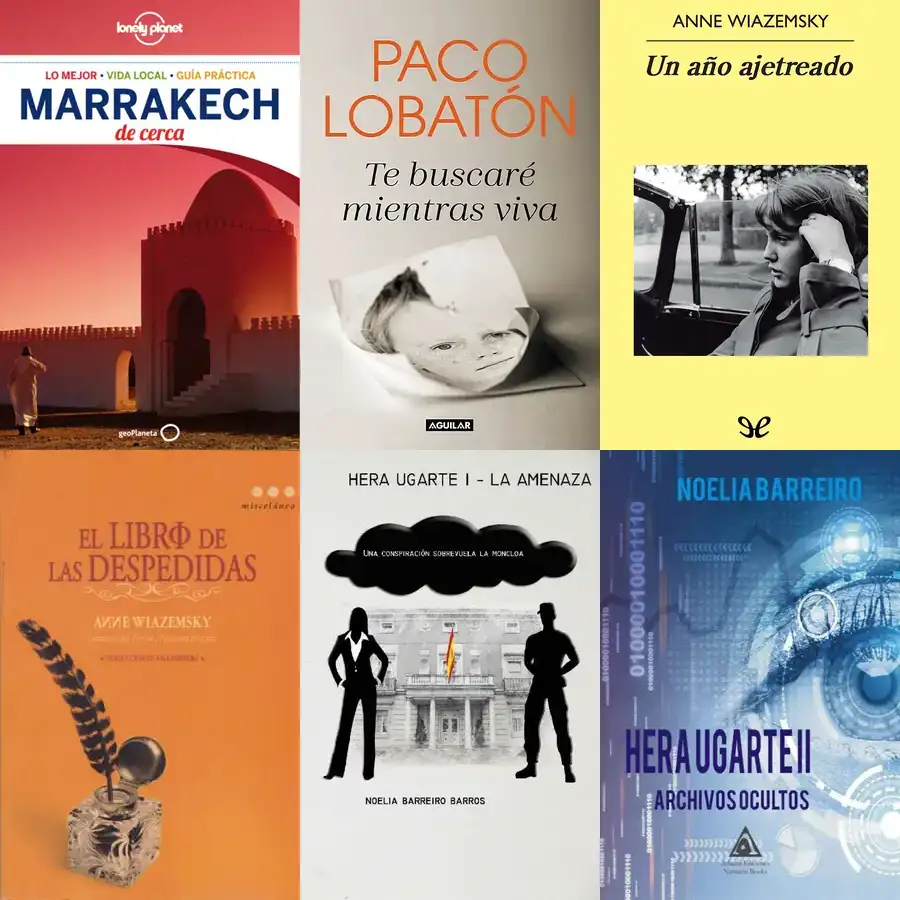 lonely planet
LO MEJOR • VIDA LOCAL • GUÍA PRÁCTICA
MARRAKECH
de cerca
geoPlaneta
PACO
LOBATÓN
Te buscaré
mientras viva
AGUILAR
ANNE WIAZEMSKY
Un año ajetreado
misceláneo
EL LIBRO DE
LAS DESPEDIDAS
ANNE WIAZEMSKY
HERA UGARTE I - LA AMENAZA
UNA CONSPIRACIÓN SOBREVUELA LA MONCLOA
NOELIA BARREIRO BARROS
NOELIA BARREIRO
HERA UGARTE II
ARCHIVOS OCULTOS